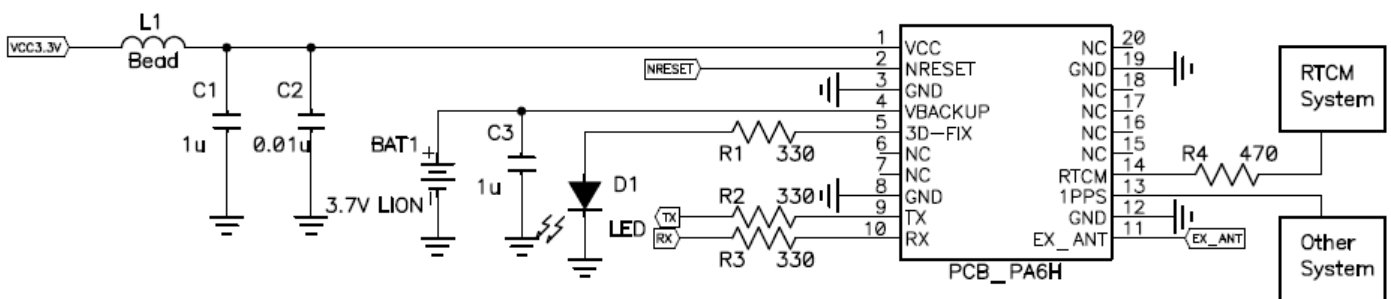 VCC3.3V
L1
Bead
C1
1u
C2
0.01u
NRESET
BAT1
+
3.7V LION
C3
1u
D1
LED
R1 330
TX
R2 330
RX
R3 330
1 VCC
2 NRESET
3 GND
4 VBACKUP
5 3D-FIX
6 NC
7 NC
8 GND
9 TX
10 RX
NC 20
GND 19
NC 18
NC 17
NC 16
NC 15
RTCM 14
1PPS 13
GND 12
EX_ANT 11
PCB_PA6H
R4 470
EX_ANT
RTCM
System
Other
System